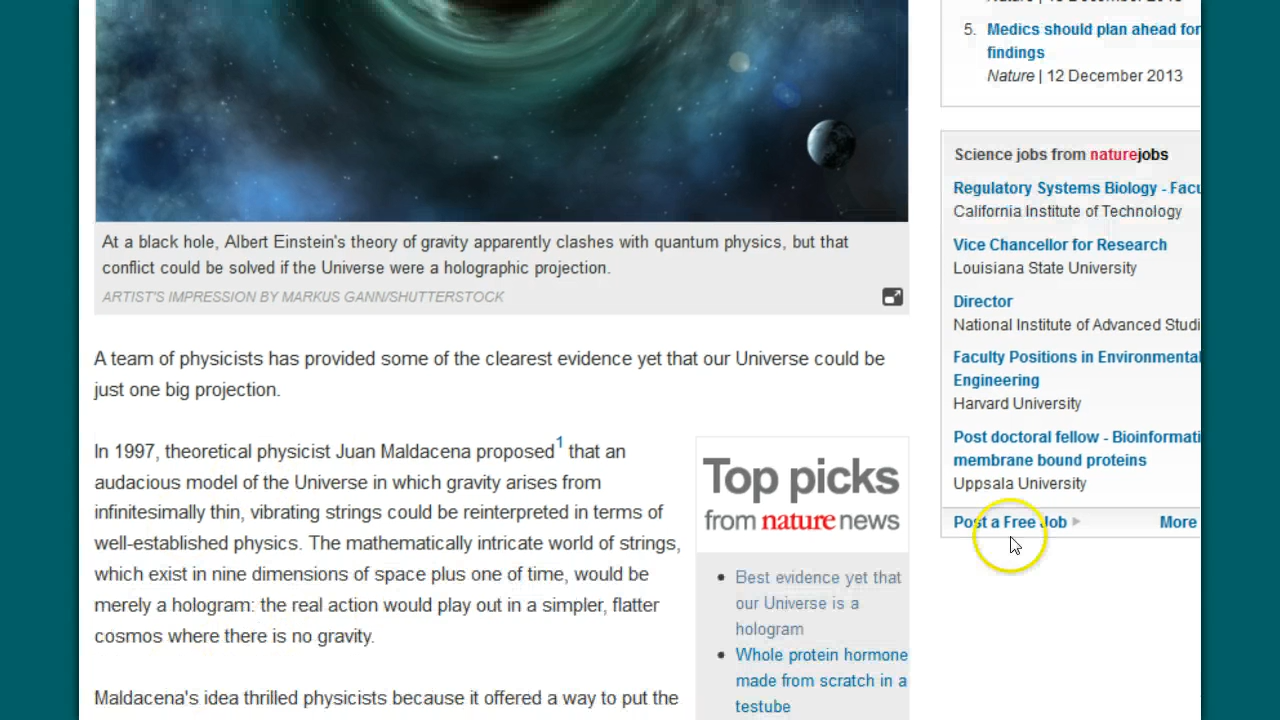 At a black hole, Albert Einstein's theory of gravity apparently clashes with quantum physics, but that
conflict could be solved if the Universe were a holographic projection.
ARTIST'S IMPRESSION BY MARKUS GANN/SHUTTERSTOCK
A team of physicists has provided some of the clearest evidence yet that our Universe could be
just one big projection.
In 1997, theoretical physicist Juan Maldacena proposed1 that an
audacious model of the Universe in which gravity arises from
infinitesimally thin, vibrating strings could be reinterpreted in terms of
well-established physics. The mathematically intricate world of strings,
which exist in nine dimensions of space plus one of time, would be
merely a hologram: the real action would play out in a simpler, flatter
cosmos where there is no gravity.
Maldacena's idea thrilled physicists because it offered a way to put the
Top picks
from nature news
• Best evidence yet that
our Universe is a
hologram
• Whole protein hormone
made from scratch in a
testube
5. Medics should plan ahead for
findings
Nature | 12 December 2013
Science jobs from naturejobs
Regulatory Systems Biology - Facu
California Institute of Technology
Vice Chancellor for Research
Louisiana State University
Director
National Institute of Advanced Studi
Faculty Positions in Environmental
Engineering
Harvard University
Post doctoral fellow - Bioinformati
membrane bound proteins
Uppsala University
Post a Free Job
More